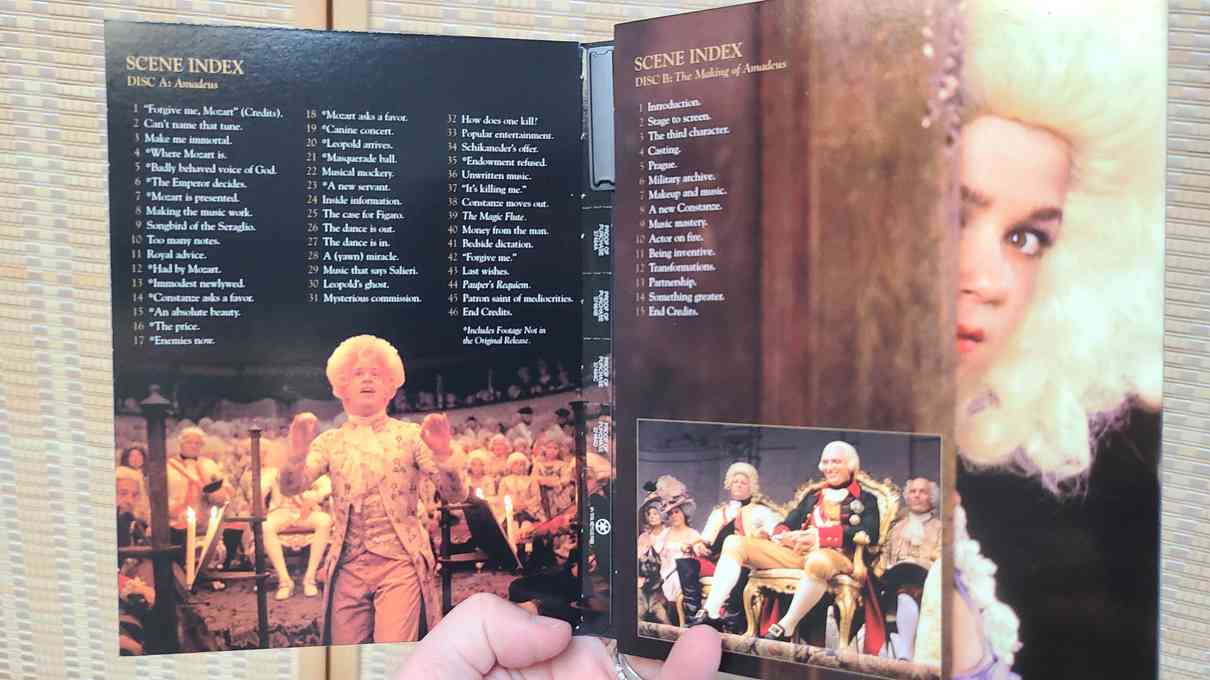 SCENE INDEX
DISC A: Amadeus
1 "Forgive me, Mozart" (Credits).
2 Can't name that tune.
3 Make me immortal.
4 *Where Mozart is.
5 *Badly behaved voice of God.
6 *The Emperor decides.
7 *Mozart is presented.
8 Making the music work.
9 Songbird of the Seraglio.
10 Too many notes.
11 Royal advice.
12 *Had by Mozart.
13 *Immodest newlywed.
14 *Constanze asks a favor.
15 *An absolute beauty.
16 *The price.
17 *Enemies now.
18 *Mozart asks a favor.
19 *Canine concert.
20 *Leopold arrives.
21 *Masquerade ball.
22 Musical mockery.
23 *A new servant.
24 Inside information.
25 The case for Figaro.
26 The dance is out.
27 The dance is in.
28 A (yawn) miracle.
29 Music that says Salieri.
30 Leopold's ghost.
31 Mysterious commission.
32 How does one kill?
33 Popular entertainment.
34 Schikaneder's offer.
35 *Endowment refused.
36 Unwritten music.
37 "It's killing me."
38 Constanze moves out.
39 The Magic Flute.
40 Money from the man.
41 Bedside dictation.
42 "Forgive me."
43 Last wishes.
44 Pauper's Requiem.
45 Patron saint of mediocrities.
46 End Credits.
*Includes Footage Not in
the Original Release.
PROOF OF
PURCHASE
PROOF OF
PURCHASE
PROOF OF
PURCHASE
PROOF OF
PURCHASE
SCENE INDEX
DISC B: The Making of Amadeus
1 Introduction.
2 Stage to screen.
3 The third character.
4 Casting.
5 Prague.
6 Military archive.
7 Makeup and music.
8 A new Constanze.
9 Music mastery.
10 Actor on fire.
11 Being inventive.
12 Transformations.
13 Partnership.
14 Something greater.
15 End Credits.